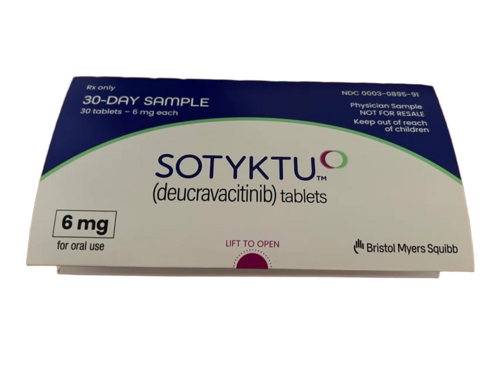 Rx only
30-DAY SAMPLE
30 tablets – 6 mg each
NDC 0003-0895-91
Physician Sample
NOT FOR RESALE
Keep out of reach
of children
SOTYKTU™
(deucravacitinib) tablets
6 mg
for oral use
LIFT TO OPEN
Bristol Myers Squibb